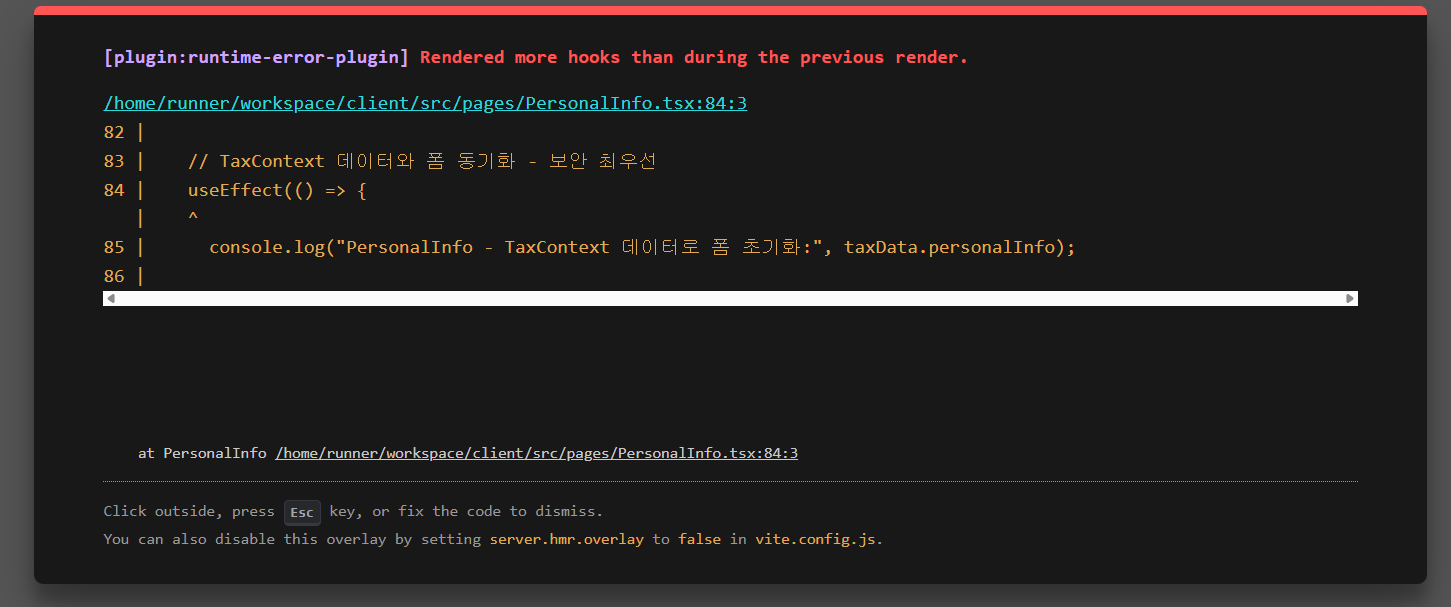 [plugin:runtime-error-plugin] Rendered more hooks than during the previous render.
/home/runner/workspace/client/src/pages/PersonalInfo.tsx:84:3
82 |
83 |    // TaxContext 데이터와 폼 동기화 - 보안 최우선
84 |    useEffect(() => {
   |    ^
85 |      console.log("PersonalInfo - TaxContext 데이터로 폼 초기화:", taxData.personalInfo);
86 |
at PersonalInfo /home/runner/workspace/client/src/pages/PersonalInfo.tsx:84:3
Click outside, press Esc key, or fix the code to dismiss.
You can also disable this overlay by setting server.hmr.overlay to false in vite.config.js.